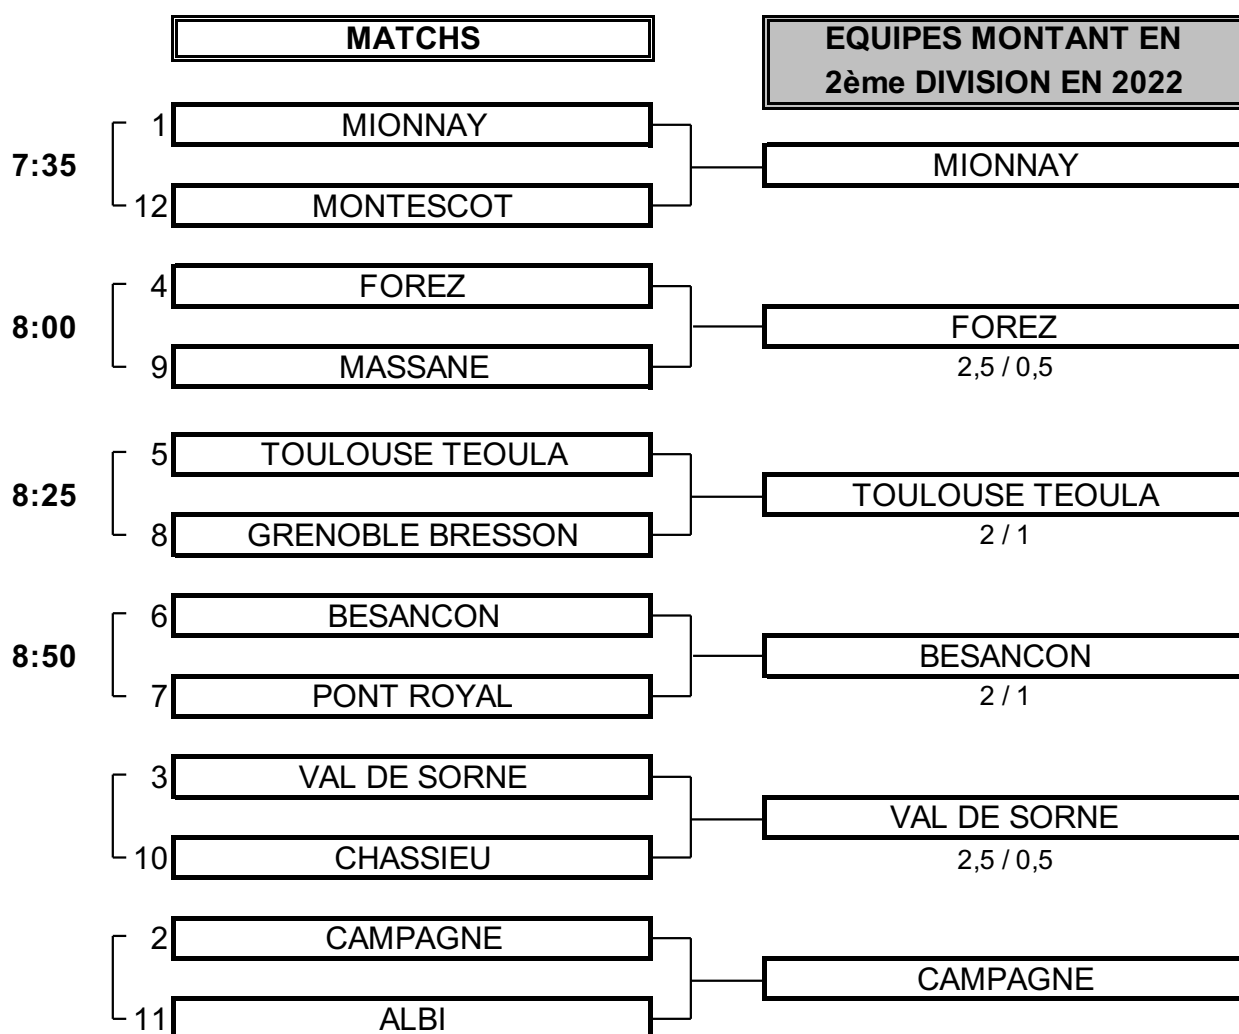 MATCHS
EQUIPES MONTANT EN
2ème DIVISION EN 2022
1 MIONNAY
7:35
MIONNAY
12 MONTESCOT
4 FOREZ
8:00
FOREZ
9 MASSANE
2,5 / 0,5
5 TOULOUSE TEOULA
8:25
TOULOUSE TEOULA
8 GRENOBLE BRESSON
2 / 1
6 BESANCON
8:50
BESANCON
7 PONT ROYAL
2 / 1
3 VAL DE SORNE
VAL DE SORNE
10 CHASSIEU
2,5 / 0,5
2 CAMPAGNE
CAMPAGNE
11 ALBI